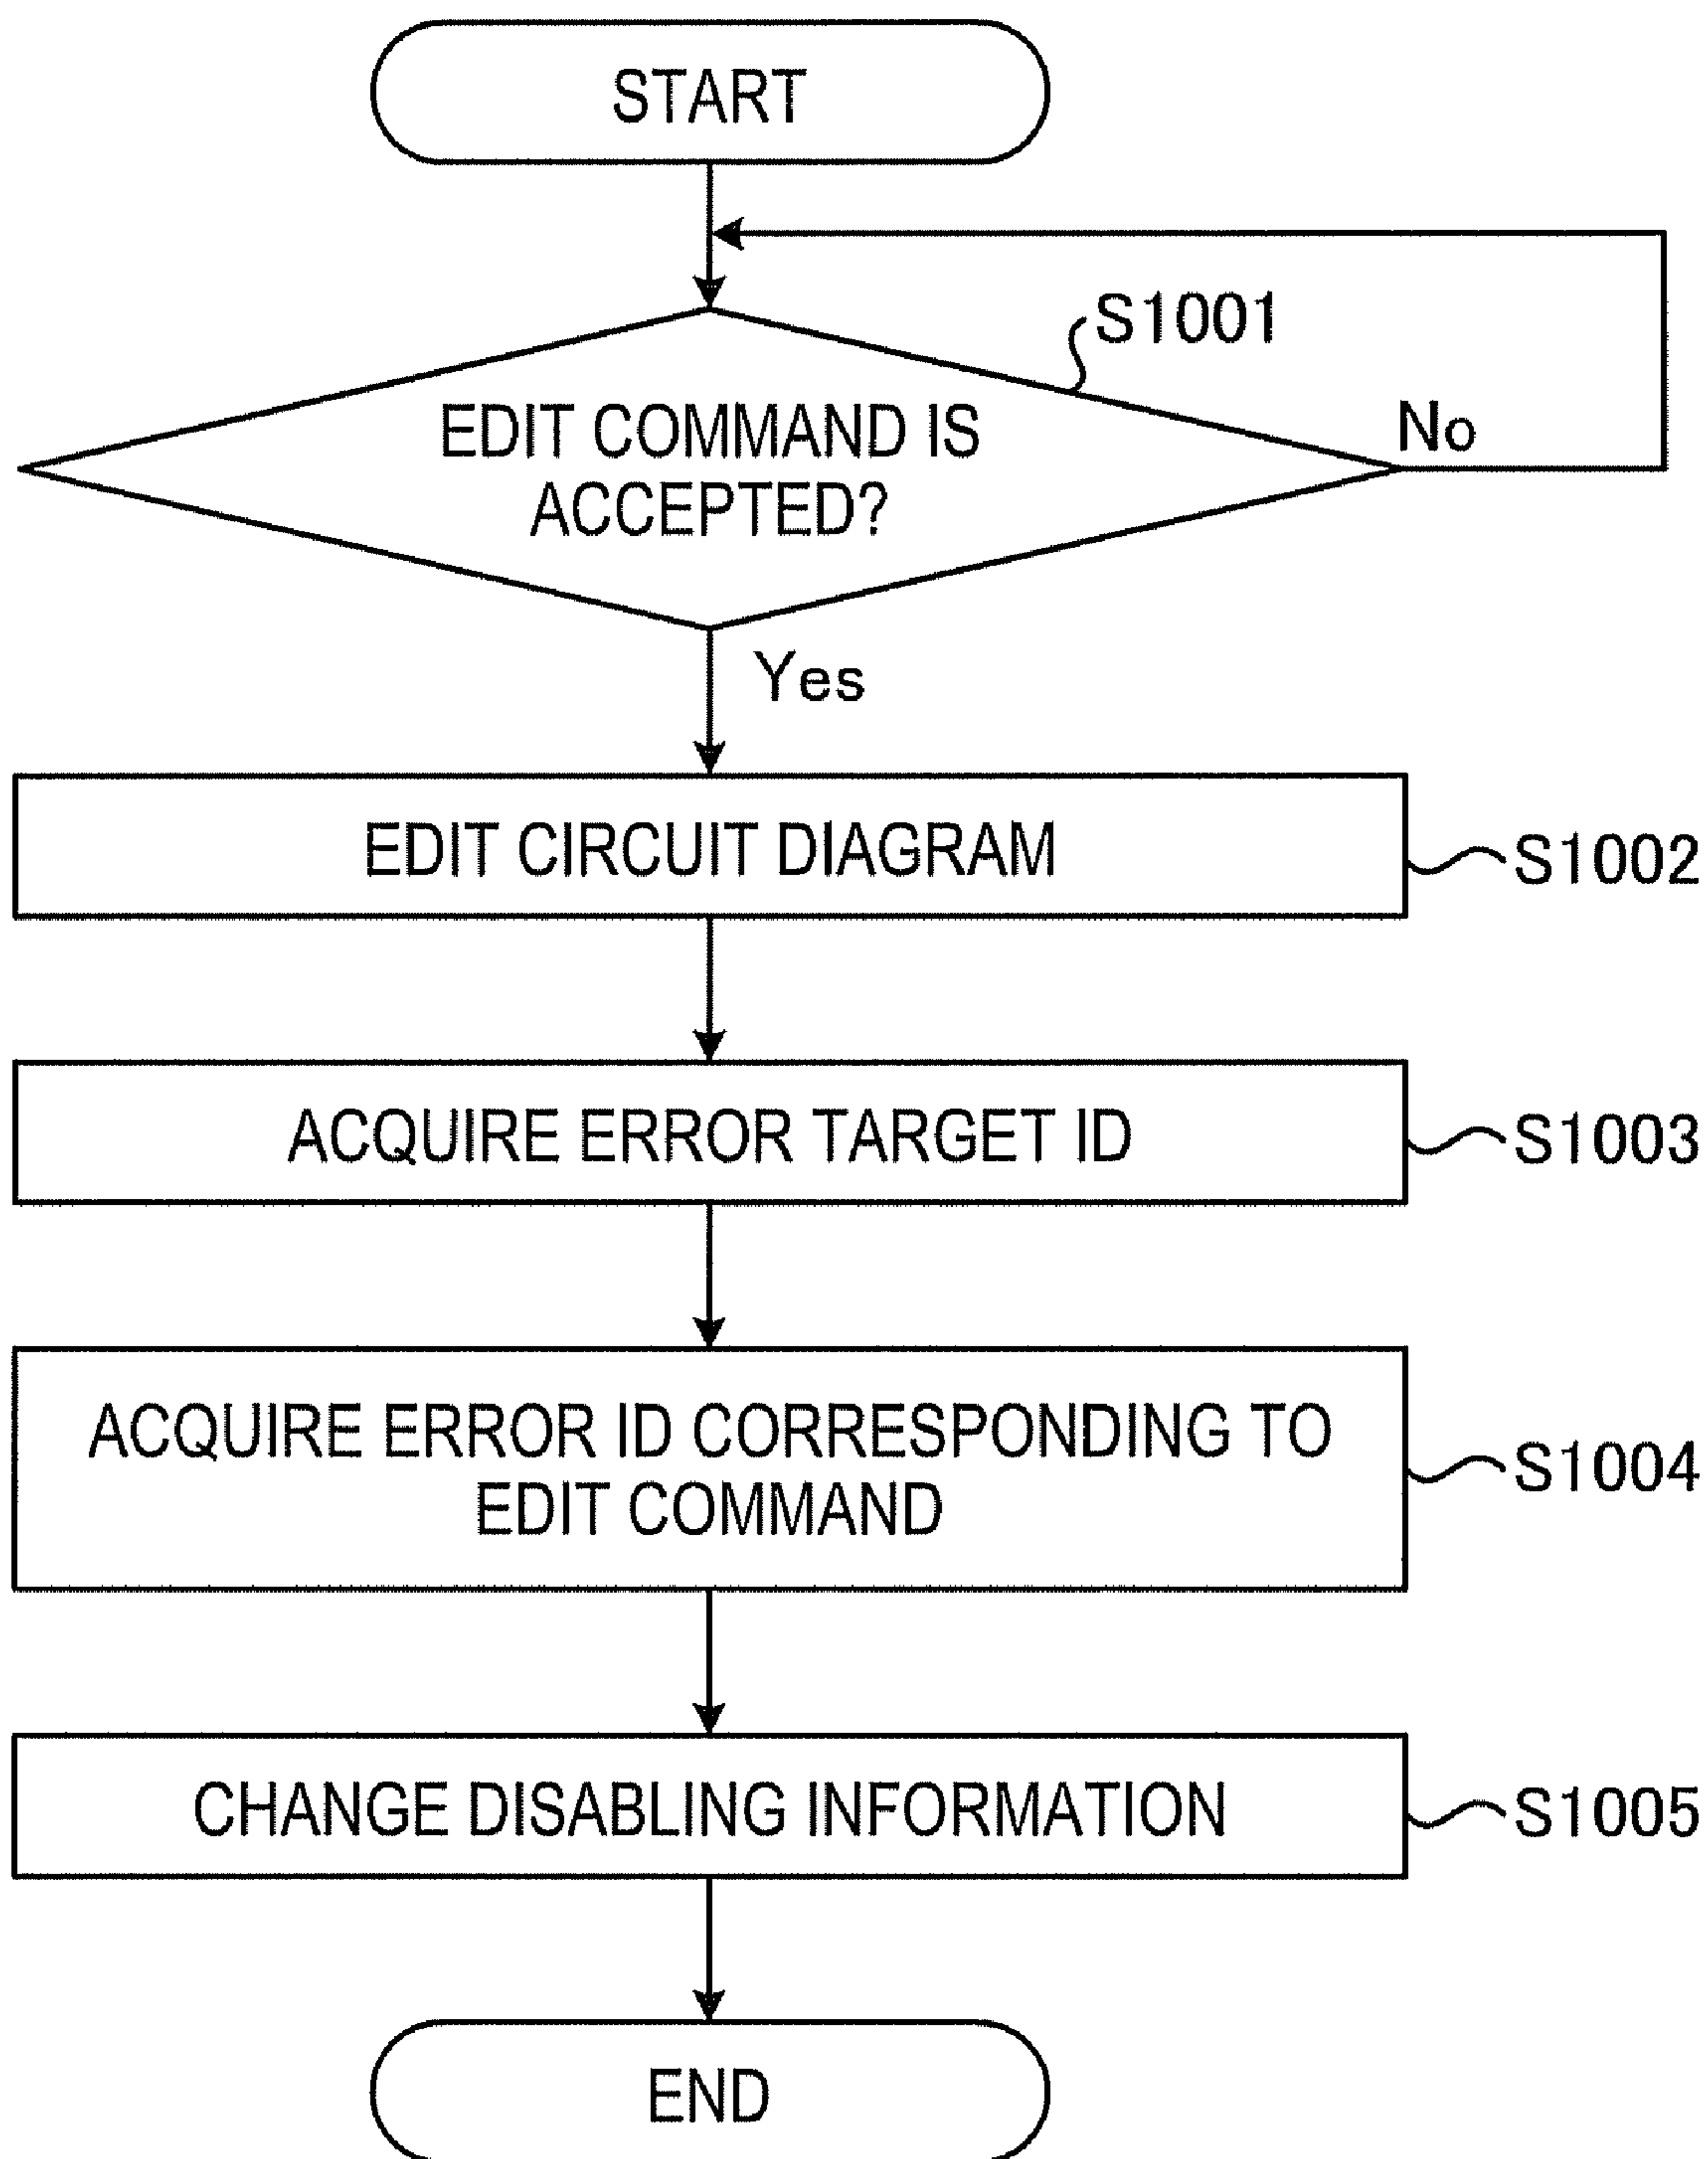 START
S1001
EDIT COMMAND IS
ACCEPTED?
No
Yes
EDIT CIRCUIT DIAGRAM
S1002
ACQUIRE ERROR TARGET ID
S1003
ACQUIRE ERROR ID CORRESPONDING TO
EDIT COMMAND
S1004
CHANGE DISABLING INFORMATION
S1005
END